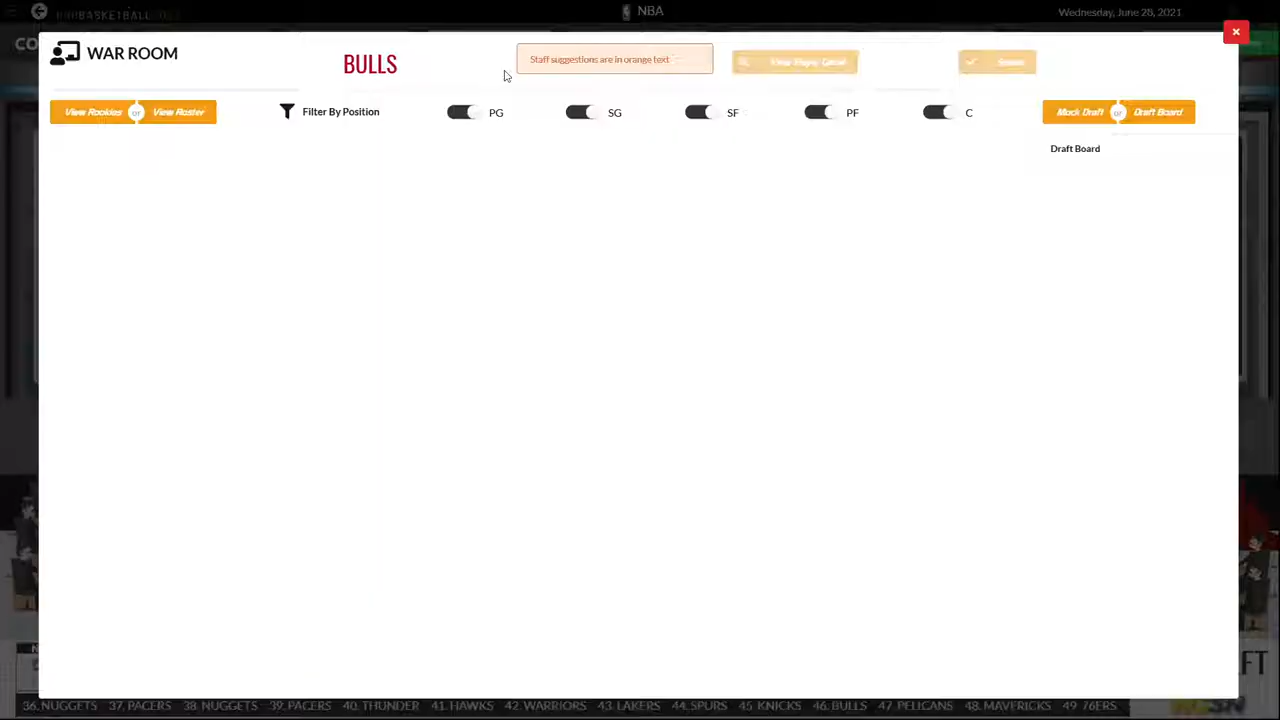 NBA
Wednesday, June 28, 2021
WAR ROOM
BULLS
Staff suggestions are in orange text
View Rookies or View Roster
Filter By Position
PG
SG
SF
PF
C
Mock Draft or Draft Board
Draft Board
36. NUGGETS 37. PACERS 38. NUGGETS 39. PACERS 40. THUNDER 41. HAWKS 42. WARRIORS 43. LAKERS 44. SPURS 45 KNICKS 46. BULLS 47. PELICANS 48. MAVERICKS 49 76ERS